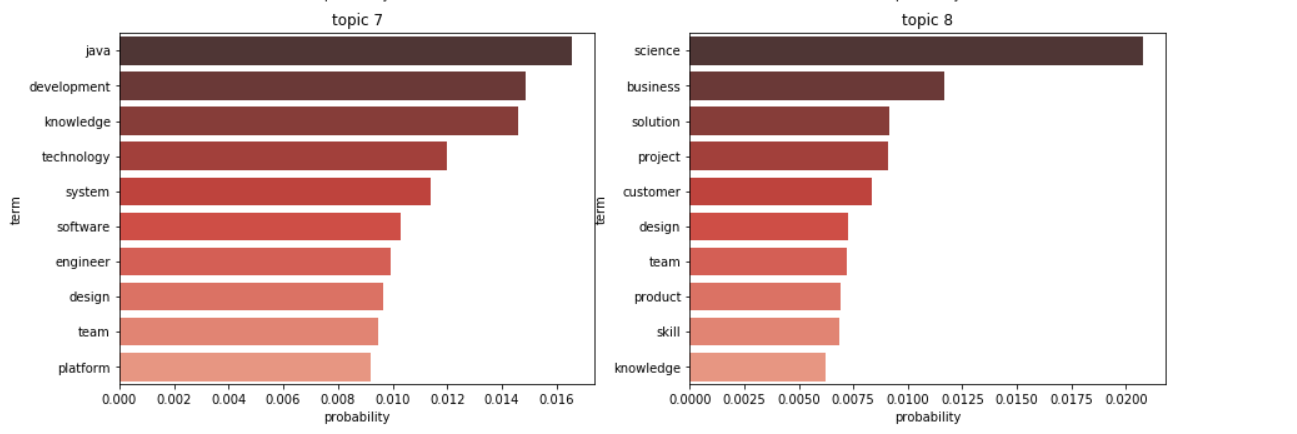 topic 7
java
development
knowledge
technology
system
software
engineer
design
team
platform
term
0.000 0.002 0.004 0.006 0.008 0.010 0.012 0.014 0.016
probability
topic 8
science
business
solution
project
customer
design
team
product
skill
knowledge
term
0.0000 0.0025 0.0050 0.0075 0.0100 0.0125 0.0150 0.0175 0.0200
probability